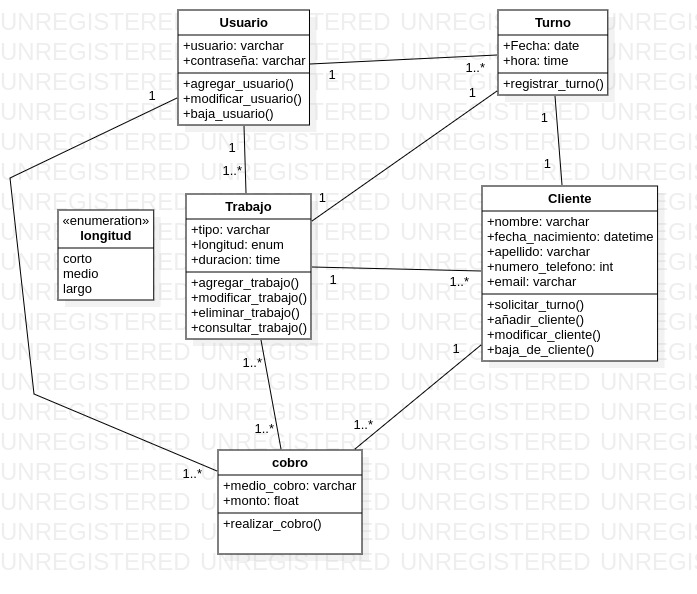 Usuario
+usuario: varchar
+contraseña: varchar
+agregar_usuario()
+modificar_usuario()
+baja_usuario()
Turno
+Fecha: date
+hora: time
+registrar_turno()
1
1..*
1
1
1
1
1..*
1
1
«enumeration»
longitud
corto
medio
largo
Trabajo
+tipo: varchar
+longitud: enum
+duracion: time
+agregar_trabajo()
+modificar_trabajo()
+eliminar_trabajo()
+consultar_trabajo()
Cliente
+nombre: varchar
+fecha_nacimiento: datetime
+apellido: varchar
+numero_telefono: int
+email: varchar
+solicitar_turno()
+añadir_cliente()
+modificar_cliente()
+baja_de_cliente()
1
1..*
1
1..*
1..*
1..*
1..*
cobro
+medio_cobro: varchar
+monto: float
+realizar_cobro()
UNREGISTERED